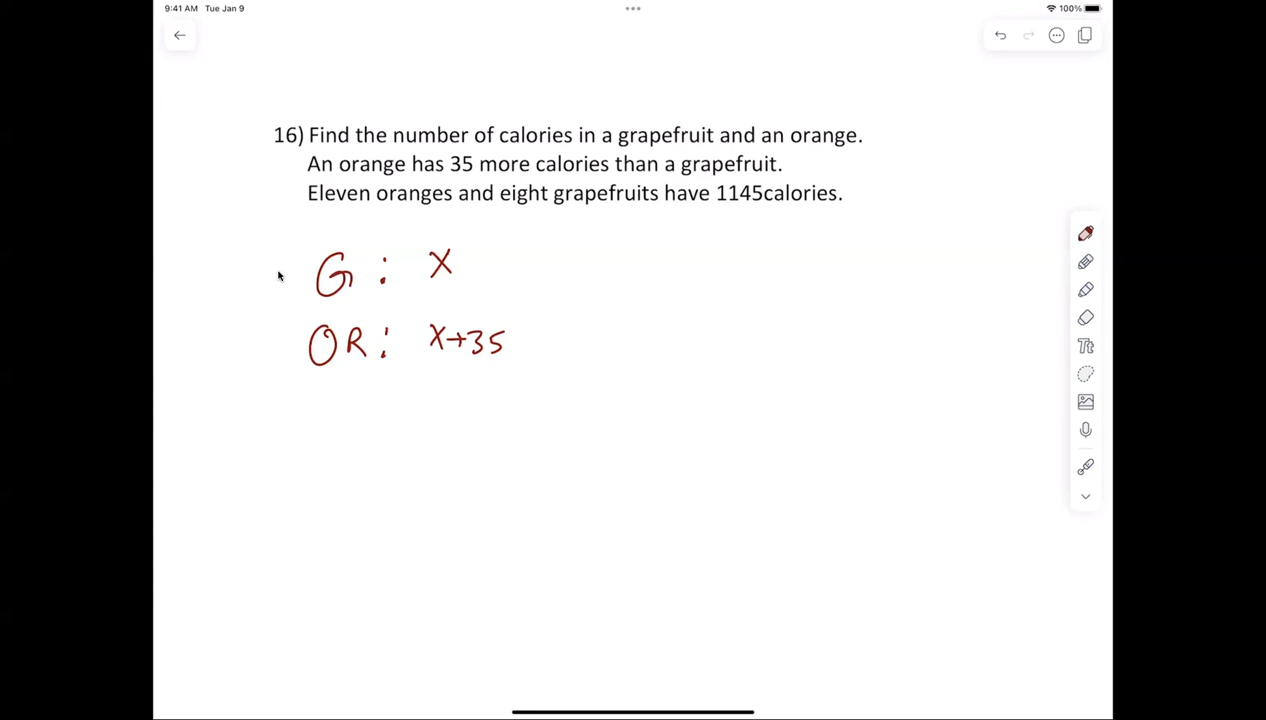 9:41 AM Tue Jan 9
100%
16) Find the number of calories in a grapefruit and an orange.
An orange has 35 more calories than a grapefruit.
Eleven oranges and eight grapefruits have 1145calories.
G : X
OR : X+35
Tt